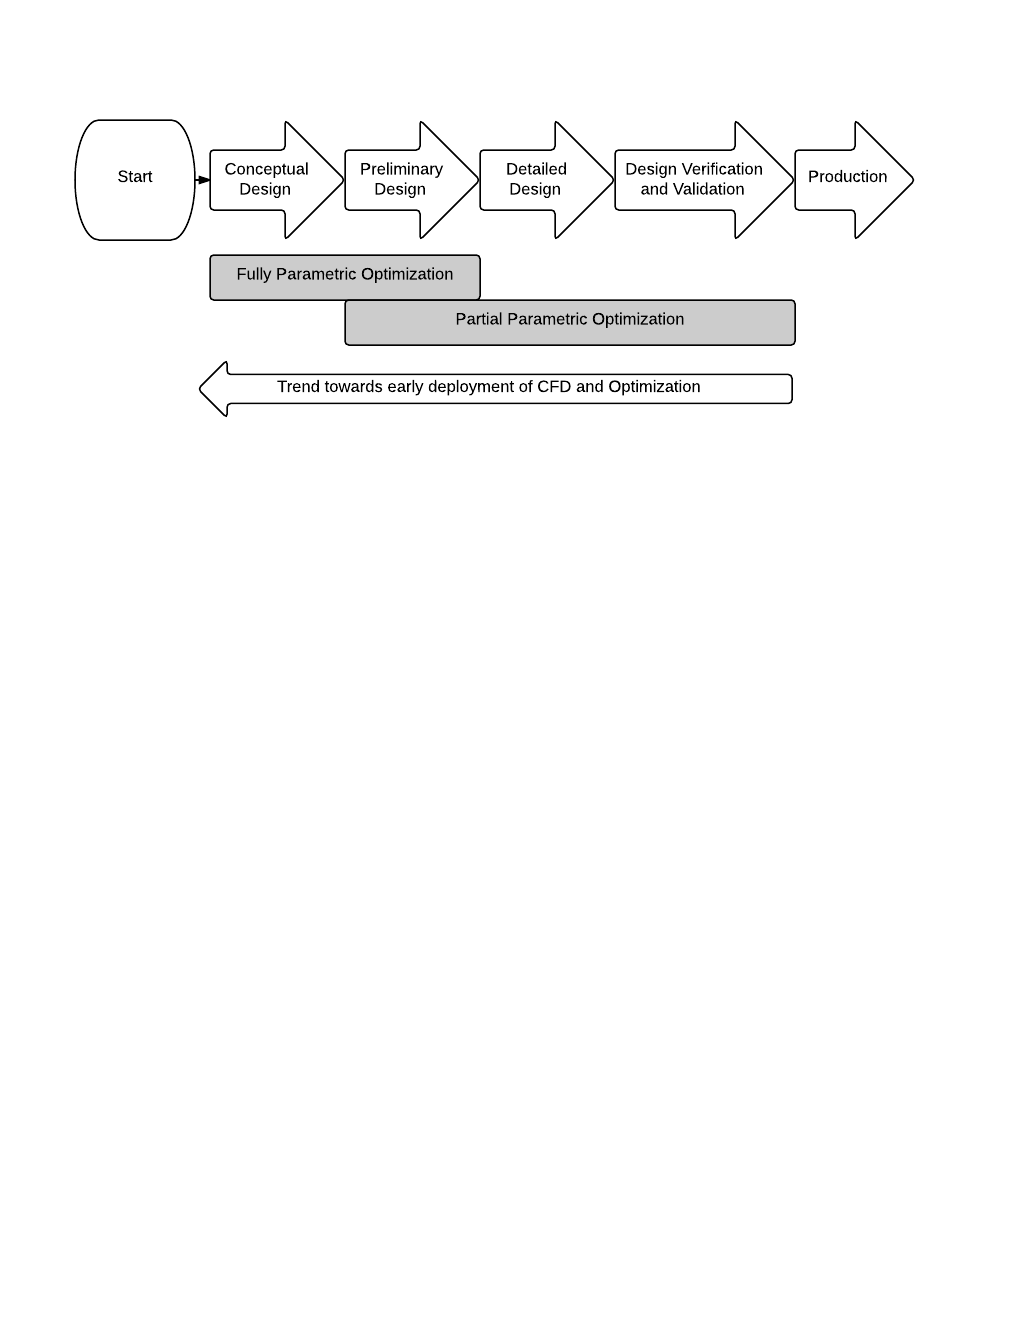 Start
Conceptual
Design
Preliminary
Design
Detailed
Design
Design Verification
and Validation
Production
Fully Parametric Optimization
Partial Parametric Optimization
Trend towards early deployment of CFD and Optimization